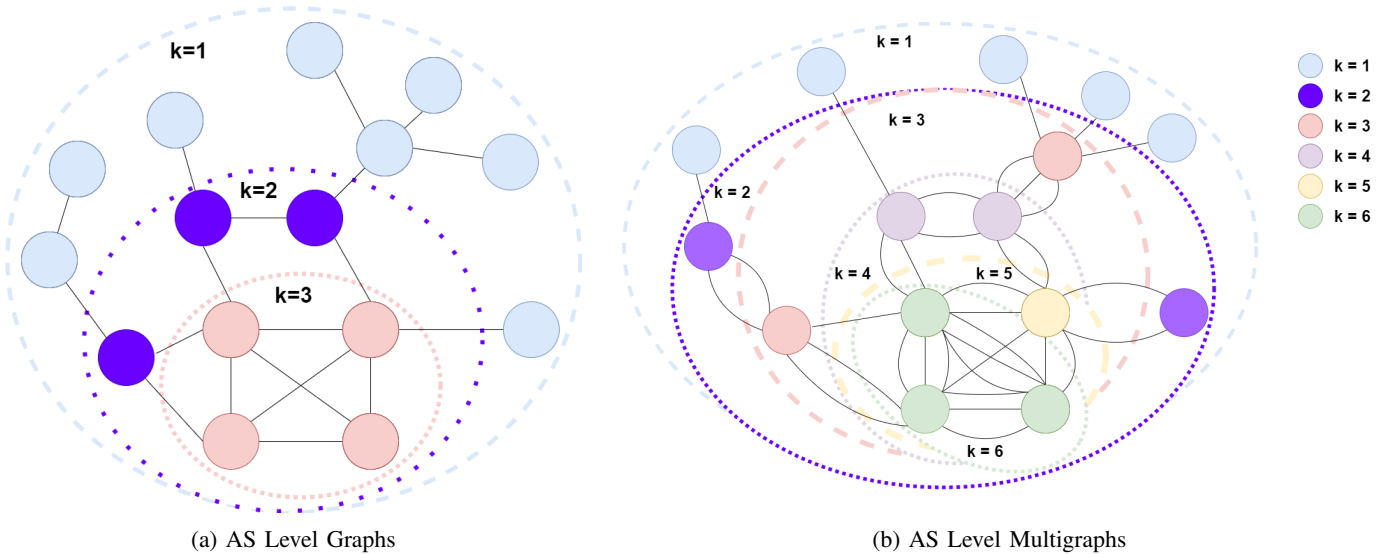 k=1
k=2
k=3
(a) AS Level Graphs
k = 1
k = 3
k = 2
k = 4
k = 5
k = 6
(b) AS Level Multigraphs
k = 1
k = 2
k = 3
k = 4
k = 5
k = 6